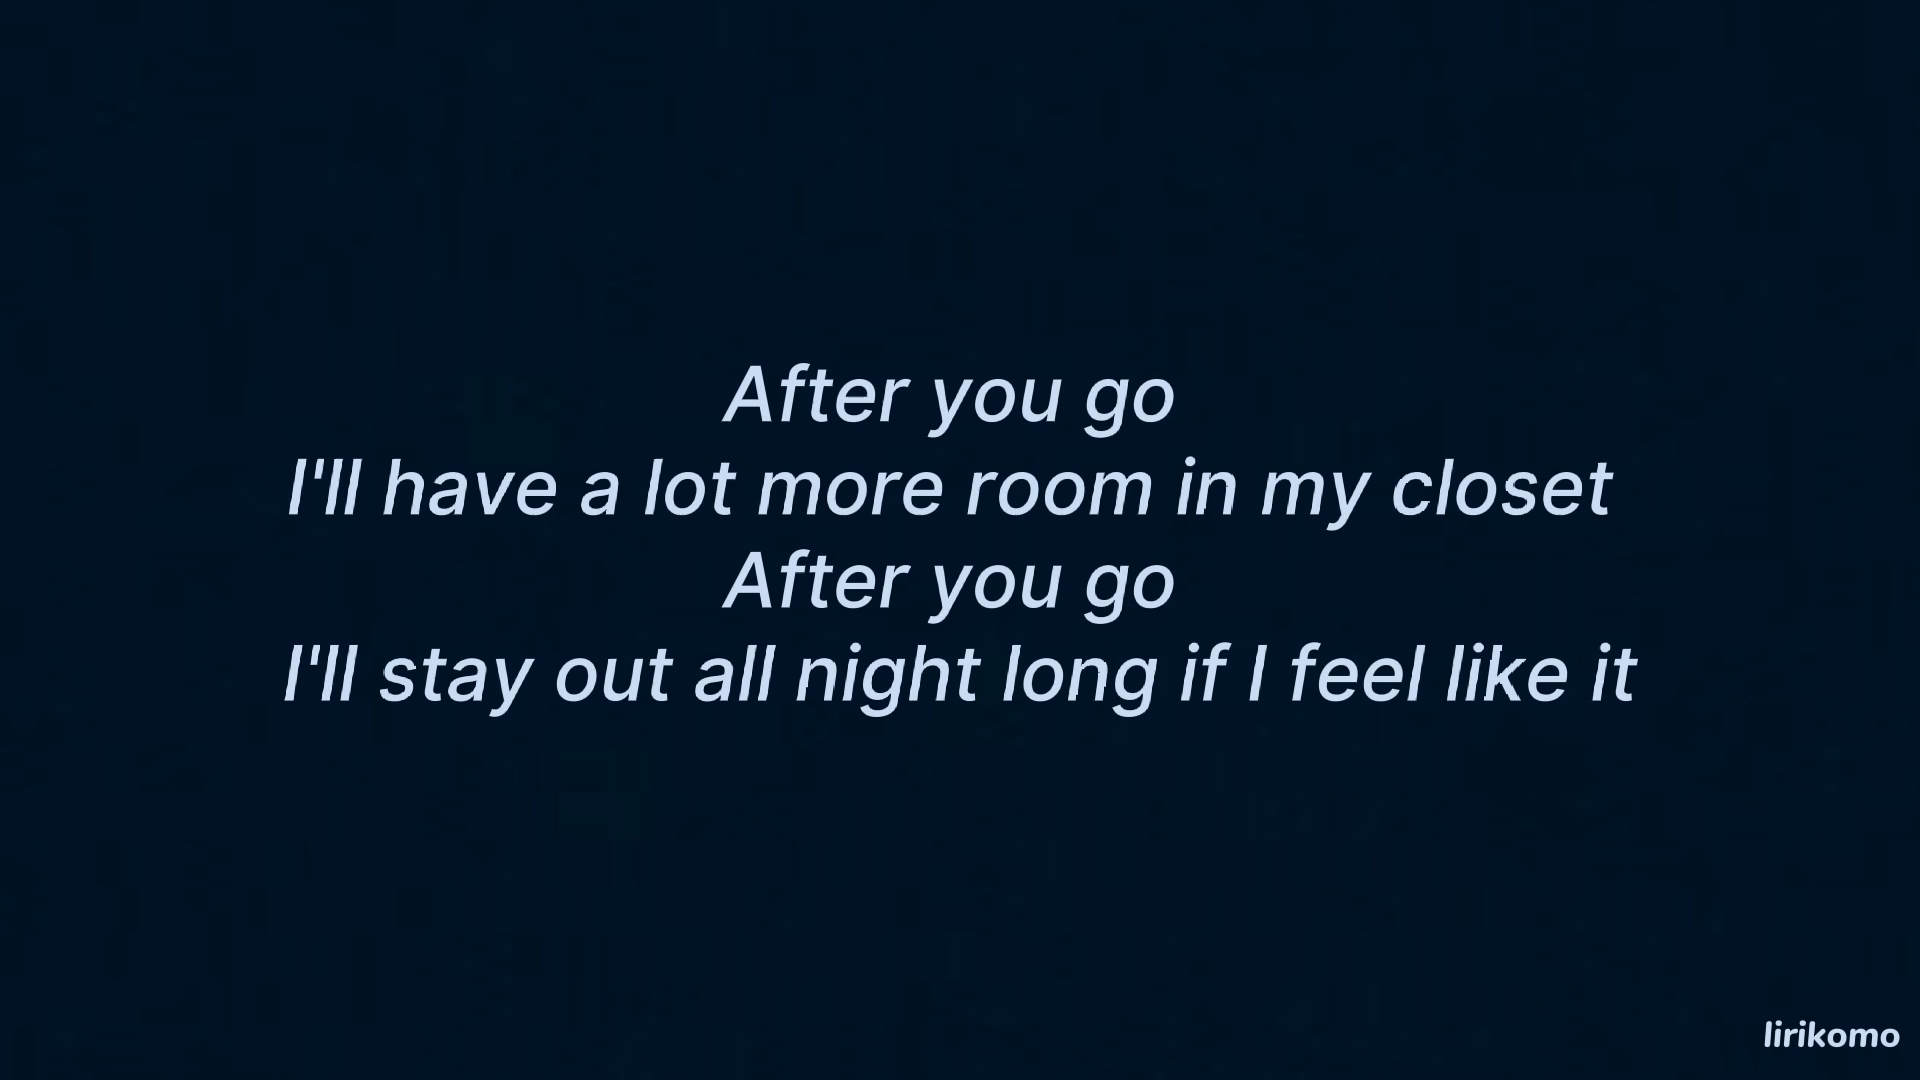 After you go
I'll have a lot more room in my closet
After you go
I'll stay out all night long if I feel like it
lirikomo